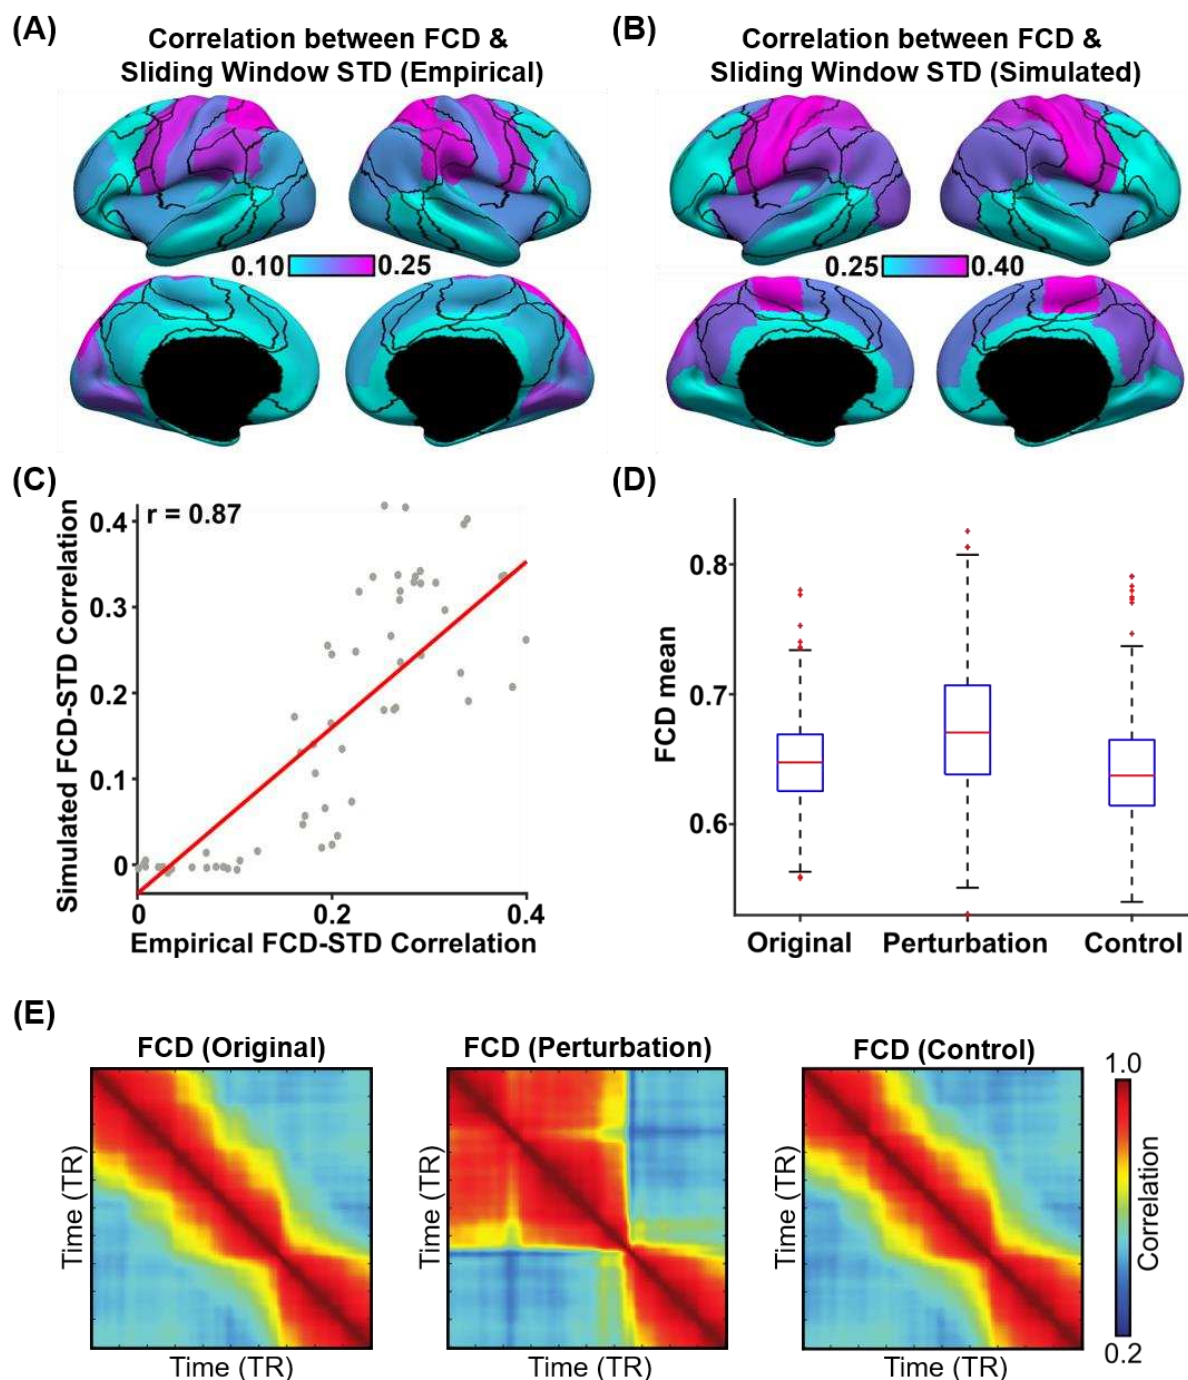 (A)
Correlation between FCD &
Sliding Window STD (Empirical)
0.10
0.25
(B)
Correlation between FCD &
Sliding Window STD (Simulated)
0.25
0.40
(C)
r = 0.87
Simulated FCD-STD Correlation
0.4
0.3
0.2
0.1
0
0
0.2
0.4
Empirical FCD-STD Correlation
(D)
FCD mean
0.8
0.7
0.6
Original
Perturbation
Control
(E)
FCD (Original)
Time (TR)
Time (TR)
FCD (Perturbation)
Time (TR)
Time (TR)
FCD (Control)
Time (TR)
Time (TR)
1.0
Correlation
0.2